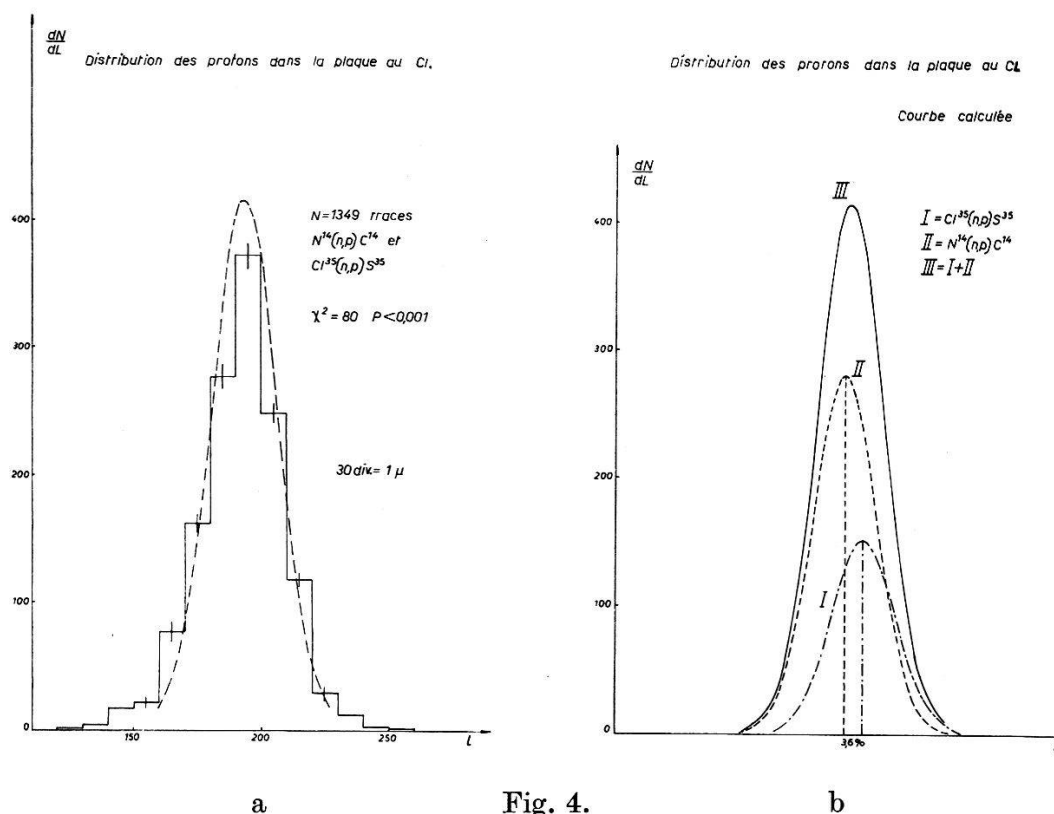 dN
dL
Distribution des protons dans la plaque au Cl.
400
300
200
100
0
N=1349 traces
N¹⁴(n,p) C¹⁴ et
Cl³⁵(n,p) S³⁵
χ² = 80 P<0,001
30 div.= 1 μ
150
200
250
L
a
Distribution des protons dans la plaque au CL
Courbe calculée
dN
dL
400
300
200
100
0
III
II
I
I = Cl³⁵(n,p) S³⁵
II = N¹⁴(n,p) C¹⁴
III = I+II
3,6%
b
Fig. 4.